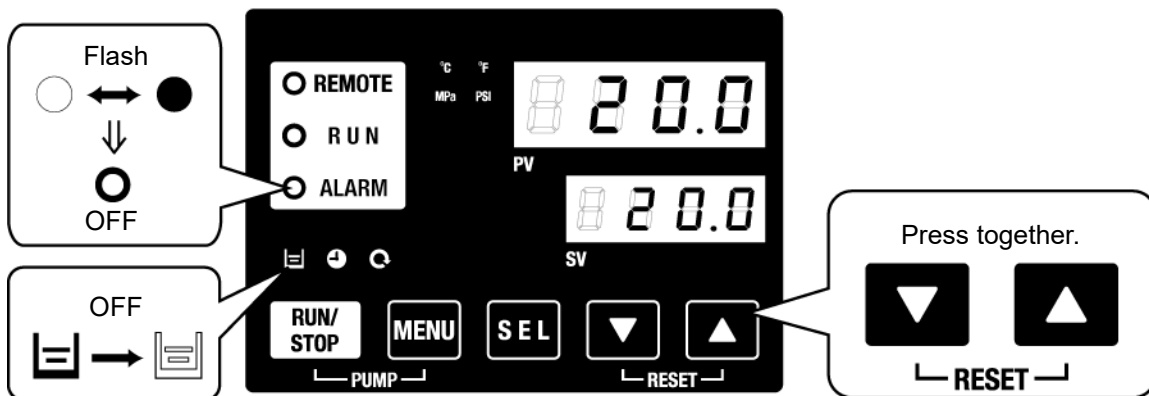 Flash
OFF
OFF
REMOTE
RUN
ALARM
°C °F
MPa PSI
20.0
PV
20.0
SV
RUN/
STOP
MENU
SEL
PUMP
RESET
Press together.
RESET